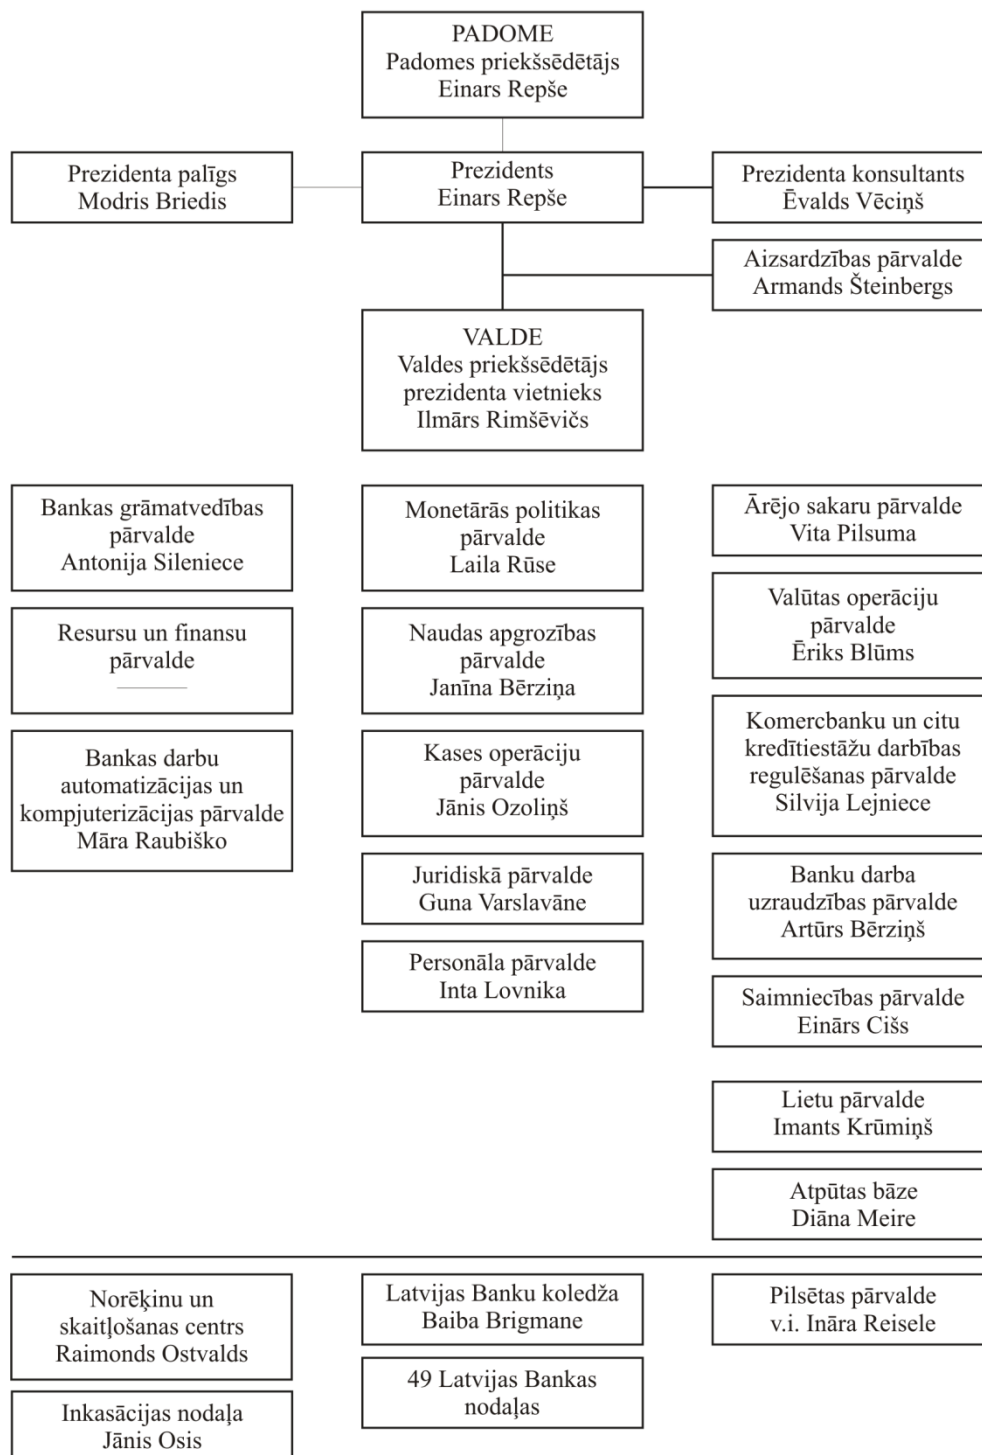 PADOME
Padomes priekšsēdētājs
Einars Repše
Prezidenta palīgs
Modris Briedis
Prezidents
Einars Repše
Prezidenta konsultants
Ēvalds Vēciņš
Aizsardzības pārvalde
Armands Šteinbergs
VALDE
Valdes priekšsēdētājs
prezidenta vietnieks
Ilmārs Rimšēvičs
Bankas grāmatvedības
pārvalde
Antonija Sileniece
Resursu un finansu
pārvalde
Bankas darbu
automatizācijas un
kompjuterizācijas pārvalde
Māra Raubiško
Monetārās politikas
pārvalde
Laila Rūse
Naudas apgrozības
pārvalde
Janīna Bērziņa
Kases operāciju
pārvalde
Jānis Ozoliņš
Juridiskā pārvalde
Guna Varslavāne
Personāla pārvalde
Inta Lovnika
Ārējo sakaru pārvalde
Vita Pilsuma
Valūtas operāciju
pārvalde
Ēriks Blūms
Komercbanku un citu
kredītiestāžu darbības
regulēšanas pārvalde
Silvija Lejniece
Banku darba
uzraudzības pārvalde
Artūrs Bērziņš
Saimniecības pārvalde
Einārs Cišs
Lietu pārvalde
Imants Krūmiņš
Atpūtas bāze
Diāna Meire
Norēķinu un
skaitļošanas centrs
Raimonds Ostvalds
Inkasācijas nodaļa
Jānis Osis
Latvijas Banku koledža
Baiba Brigmane
49 Latvijas Bankas
nodaļas
Pilsētas pārvalde
v.i. Ināra Reisele